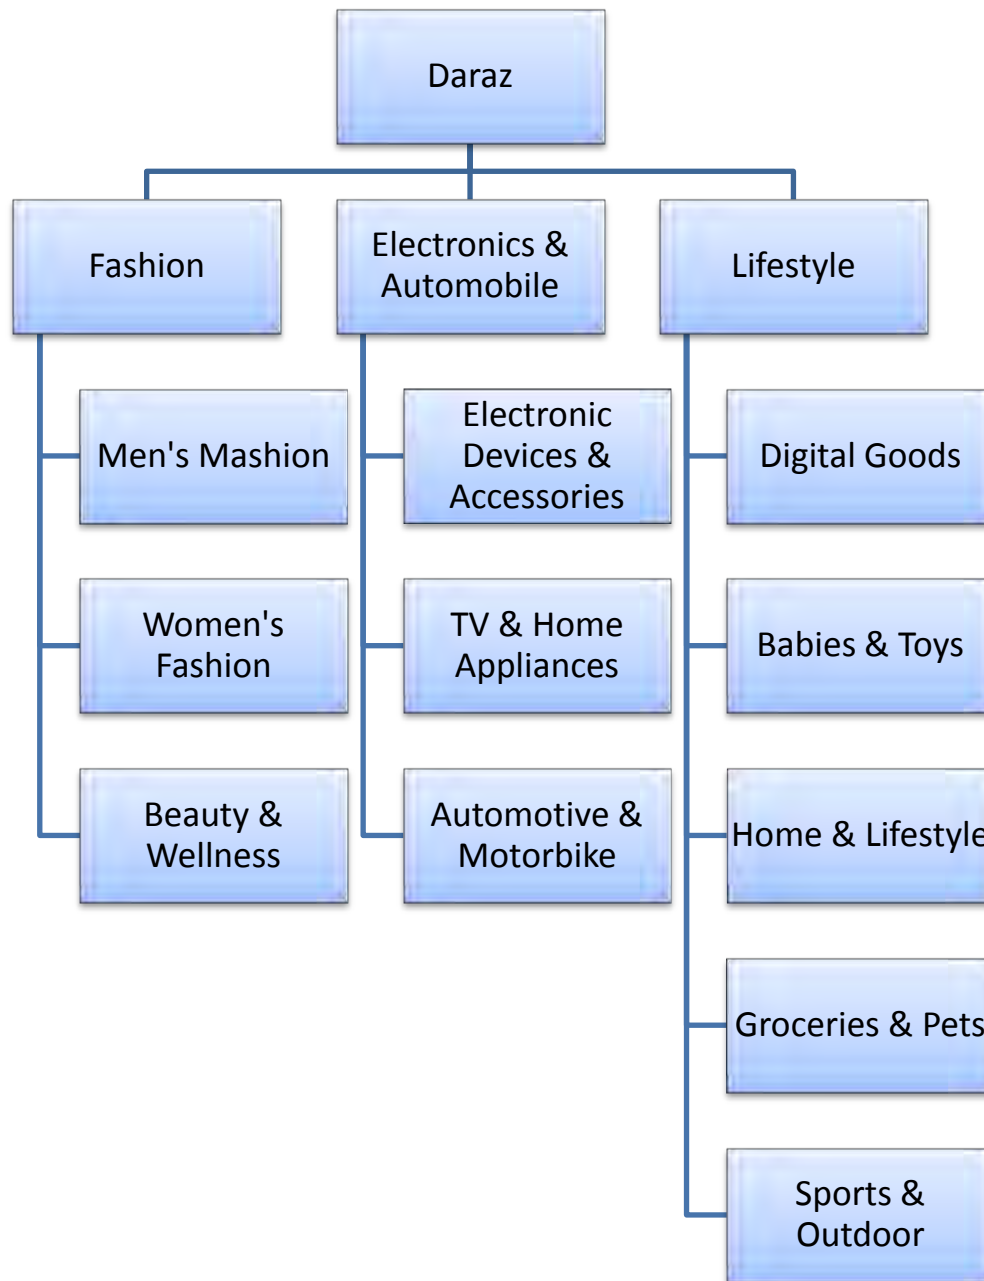 Daraz
Fashion
Electronics &
Automobile
Lifestyle
Men's Mashion
Electronic
Devices &
Accessories
Digital Goods
Women's
Fashion
TV & Home
Appliances
Babies & Toys
Beauty &
Wellness
Automotive &
Motorbike
Home & Lifestyle
Groceries & Pets
Sports &
Outdoor